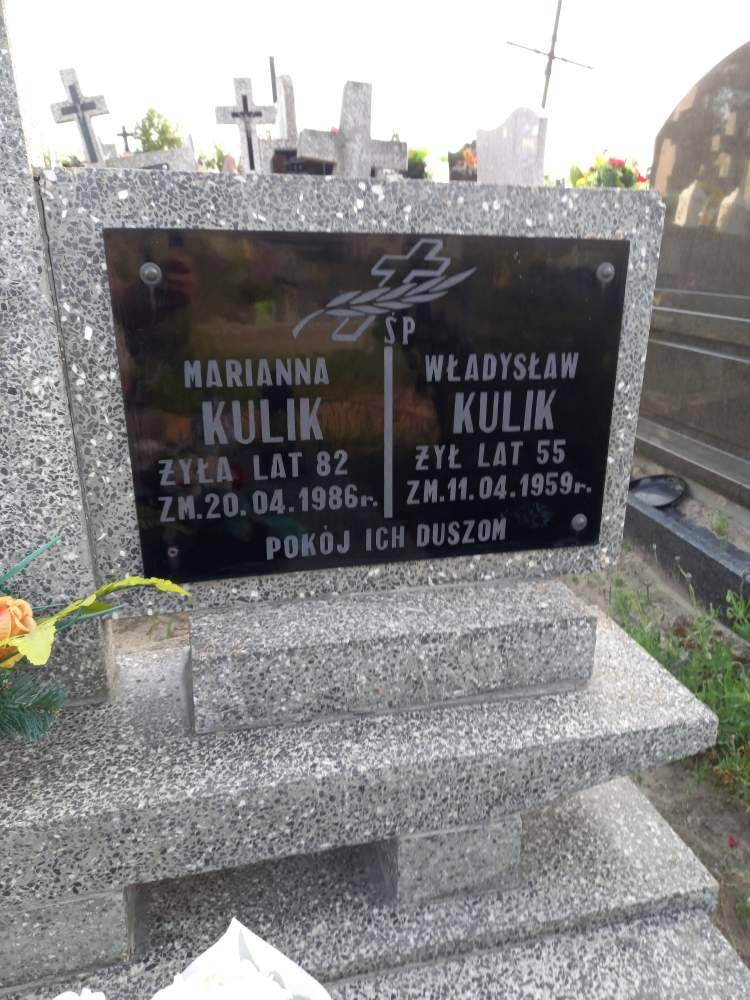 ŚP
MARIANNA
KULIK
ŻYŁA LAT 82
ZM.20.04.1986r.
WŁADYSŁAW
KULIK
ŻYŁ LAT 55
ZM.11.04.1959r.
POKÓJ ICH DUSZOM